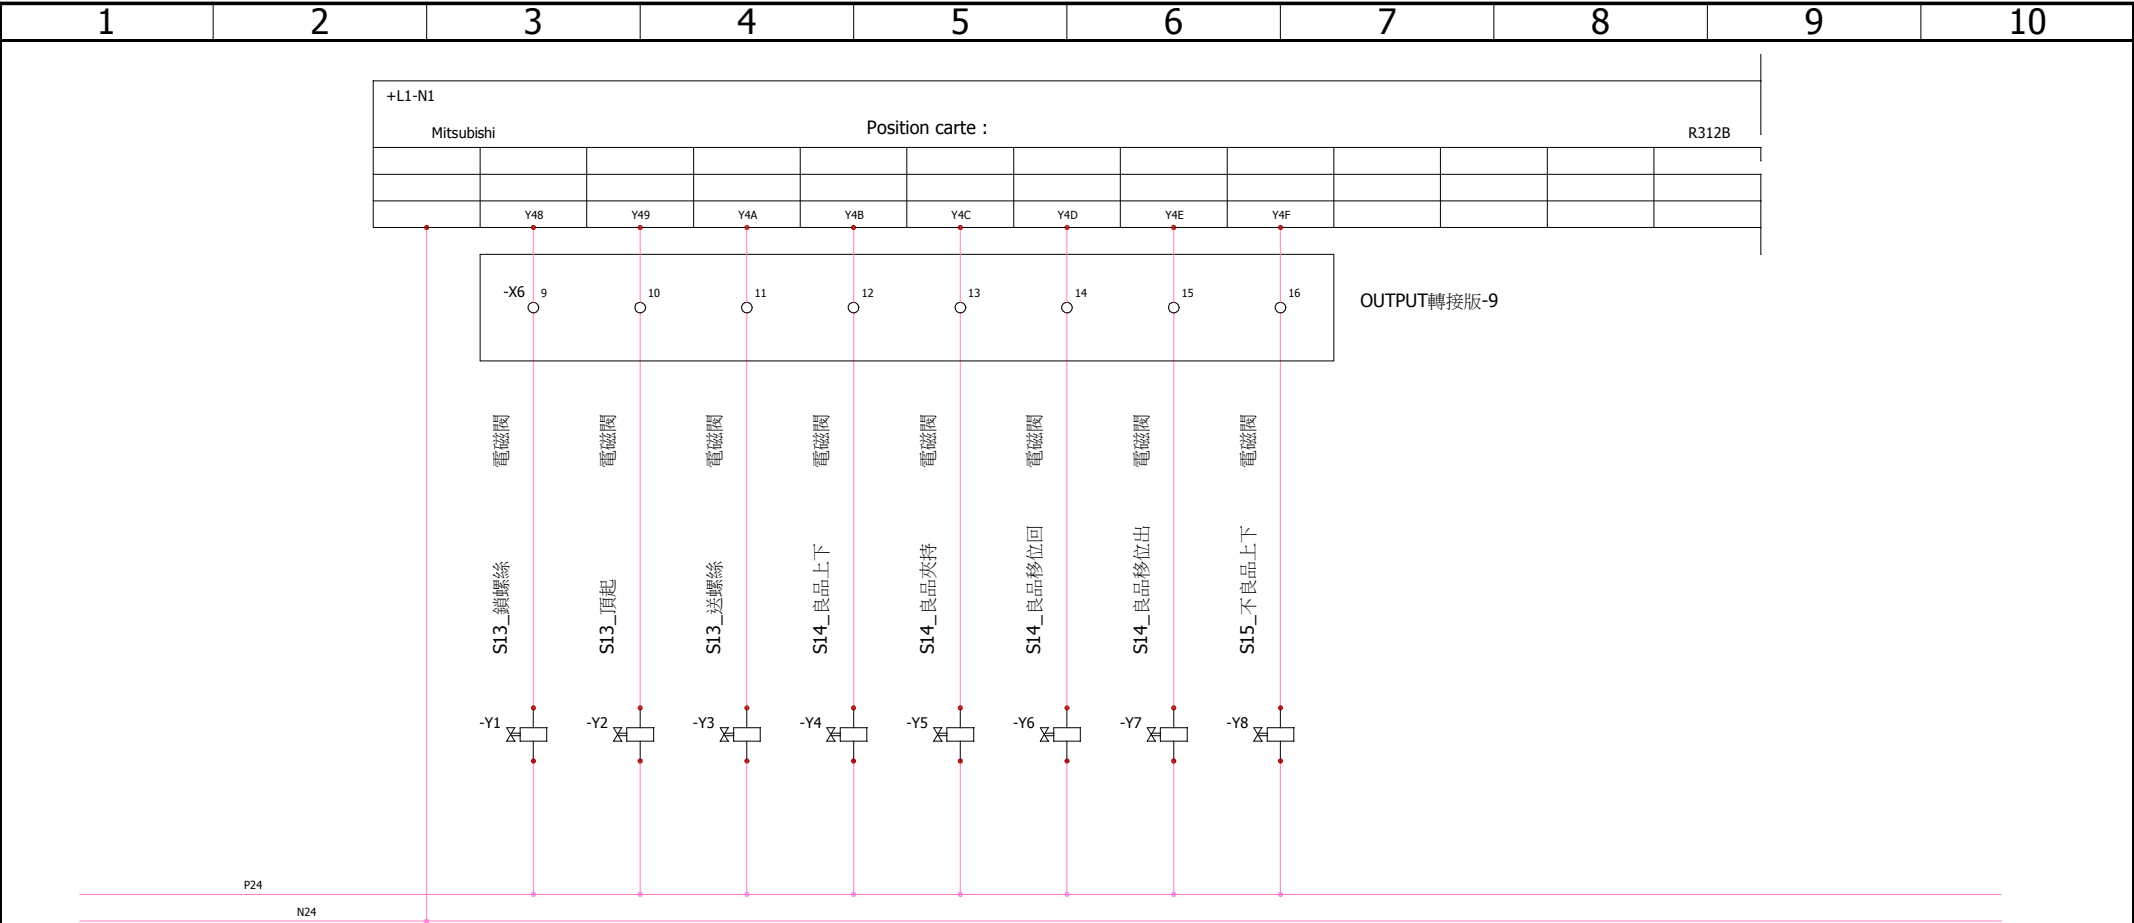 1 2 3 4 5 6 7 8 9 10
+L1-N1
Mitsubishi Position carte : R312B
Y48 Y49 Y4A Y4B Y4C Y4D Y4E Y4F
-X6 9 10 11 12 13 14 15 16
OUTPUT轉接版-9
S13_鎖螺絲 電磁閥
S13_頂起 電磁閥
S13_送螺絲 電磁閥
S14_良品上下 電磁閥
S14_良品夾持 電磁閥
S14_良品移位回 電磁閥
S14_良品移位出 電磁閥
S15_不良品上下 電磁閥
-Y1 -Y2 -Y3 -Y4 -Y5 -Y6 -Y7 -Y8
P24
N24